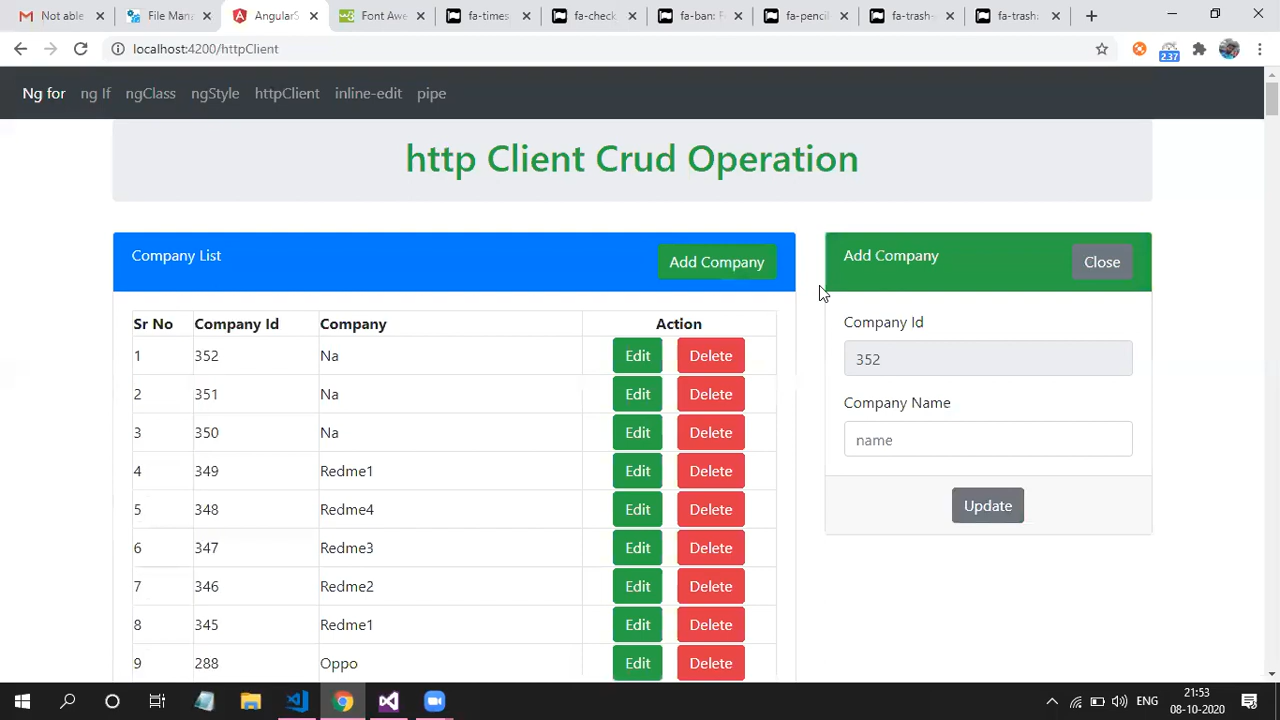 Not able
File Mana
AngularS
Font Awe
fa-times
fa-check
fa-ban: F
fa-pencil
fa-trash
fa-trash
localhost:4200/httpClient
2.37
Ng for ng If ngClass ngStyle httpClient inline-edit pipe
http Client Crud Operation
Company List Add Company
Sr No Company Id Company Action
1 352 Na Edit Delete
2 351 Na Edit Delete
3 350 Na Edit Delete
4 349 Redme1 Edit Delete
5 348 Redme4 Edit Delete
6 347 Redme3 Edit Delete
7 346 Redme2 Edit Delete
8 345 Redme1 Edit Delete
9 288 Oppo Edit Delete
Add Company Close
Company Id
352
Company Name
name
Update
ENG
21:53
08-10-2020